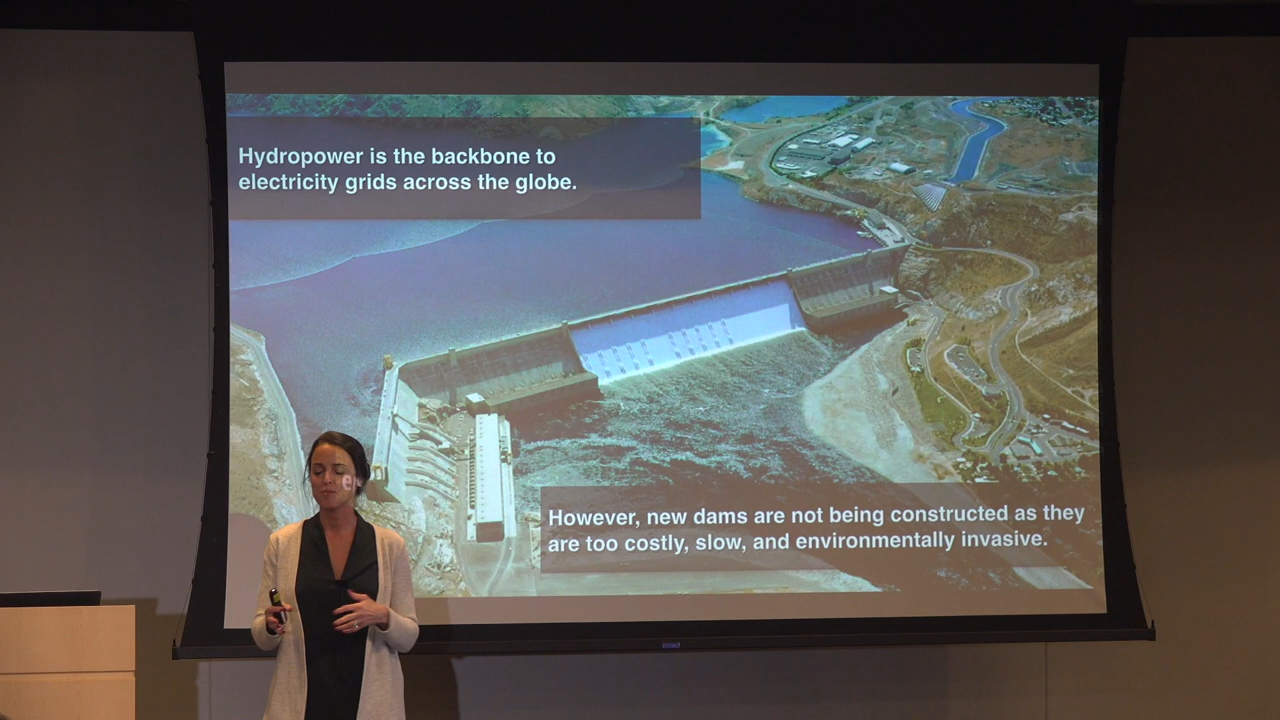 Hydropower is the backbone to
electricity grids across the globe.
However, new dams are not being constructed as they
are too costly, slow, and environmentally invasive.